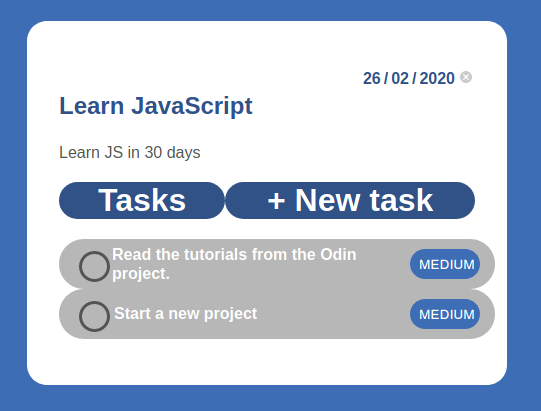 26/02/2020
Learn JavaScript
Learn JS in 30 days
Tasks + New task
Read the tutorials from the Odin
project.
MEDIUM
Start a new project MEDIUM